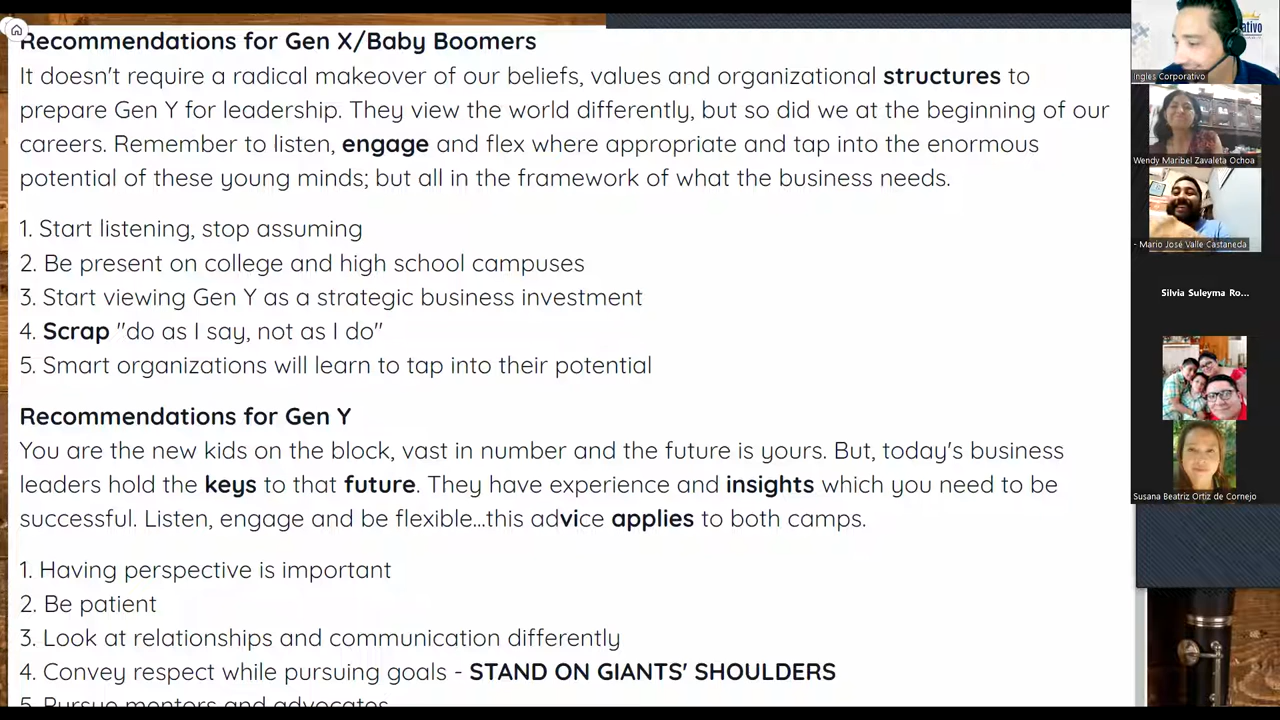 Recommendations for Gen X/Baby Boomers
It doesn't require a radical makeover of our beliefs, values and organizational structures to
prepare Gen Y for leadership. They view the world differently, but so did we at the beginning of our
careers. Remember to listen, engage and flex where appropriate and tap into the enormous
potential of these young minds; but all in the framework of what the business needs.
1. Start listening, stop assuming
2. Be present on college and high school campuses
3. Start viewing Gen Y as a strategic business investment
4. Scrap "do as I say, not as I do"
5. Smart organizations will learn to tap into their potential
Recommendations for Gen Y
You are the new kids on the block, vast in number and the future is yours. But, today's business
leaders hold the keys to that future. They have experience and insights which you need to be
successful. Listen, engage and be flexible...this advice applies to both camps.
1. Having perspective is important
2. Be patient
3. Look at relationships and communication differently
4. Convey respect while pursuing goals - STAND ON GIANTS' SHOULDERS
5. Pursue mentors and advocates
ativo
Ingles Corporativo
Wendy Maribel Zavaleta Ochoa
- Mario José Valle Castaneda
Silvia Suleyma Ro...
Susana Beatriz Ortiz de Cornejo